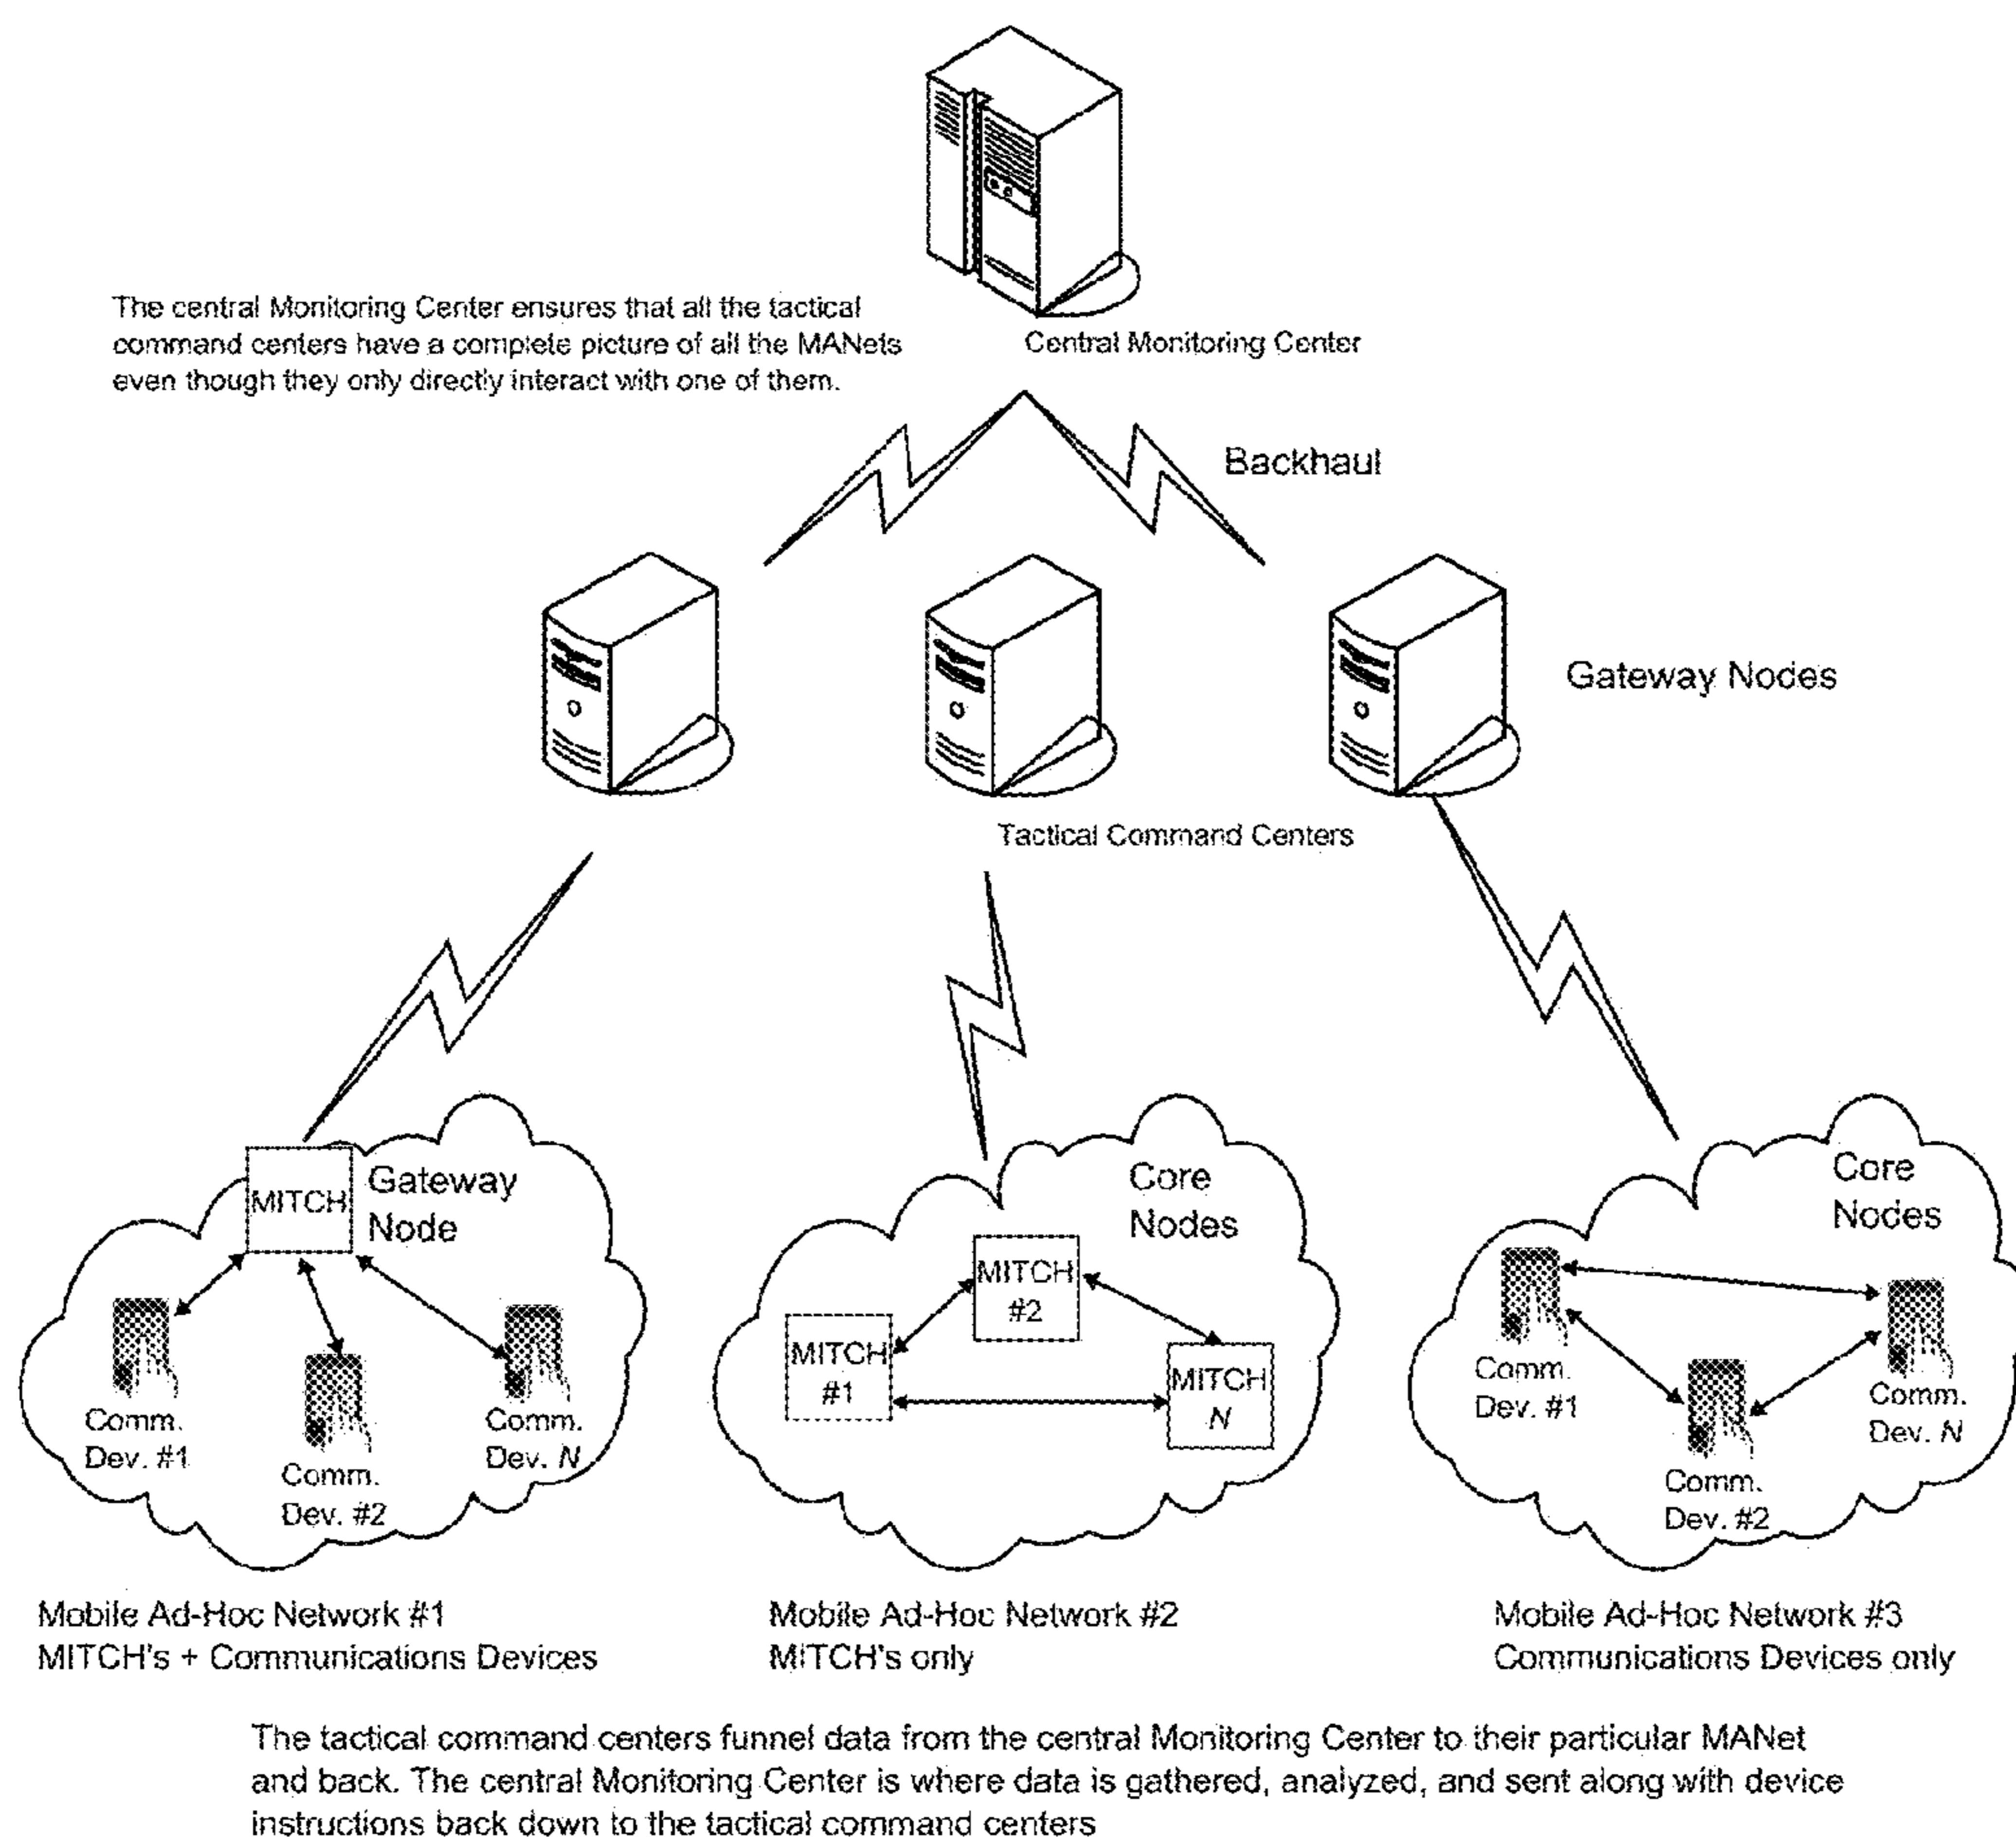 The central Monitoring Center ensures that all the tactical
command centers have a complete picture of all the MANets
even though they only directly interact with one of them.
Central Monitoring Center
Backhaul
Gateway Nodes
Tactical Command Centers
MITCH
Gateway
Node
Comm.
Dev. #1
Comm.
Dev. #2
Comm.
Dev. N
Core
Nodes
MITCH
#1
MITCH
#2
MITCH
N
Core
Nodes
Comm.
Dev. #1
Comm.
Dev. #2
Comm.
Dev. N
Mobile Ad-Hoc Network #1
MITCH's + Communications Devices
Mobile Ad-Hoc Network #2
MITCH's only
Mobile Ad-Hoc Network #3
Communications Devices only
The tactical command centers funnel data from the central Monitoring Center to their particular MANet
and back. The central Monitoring Center is where data is gathered, analyzed, and sent along with device
instructions back down to the tactical command centers